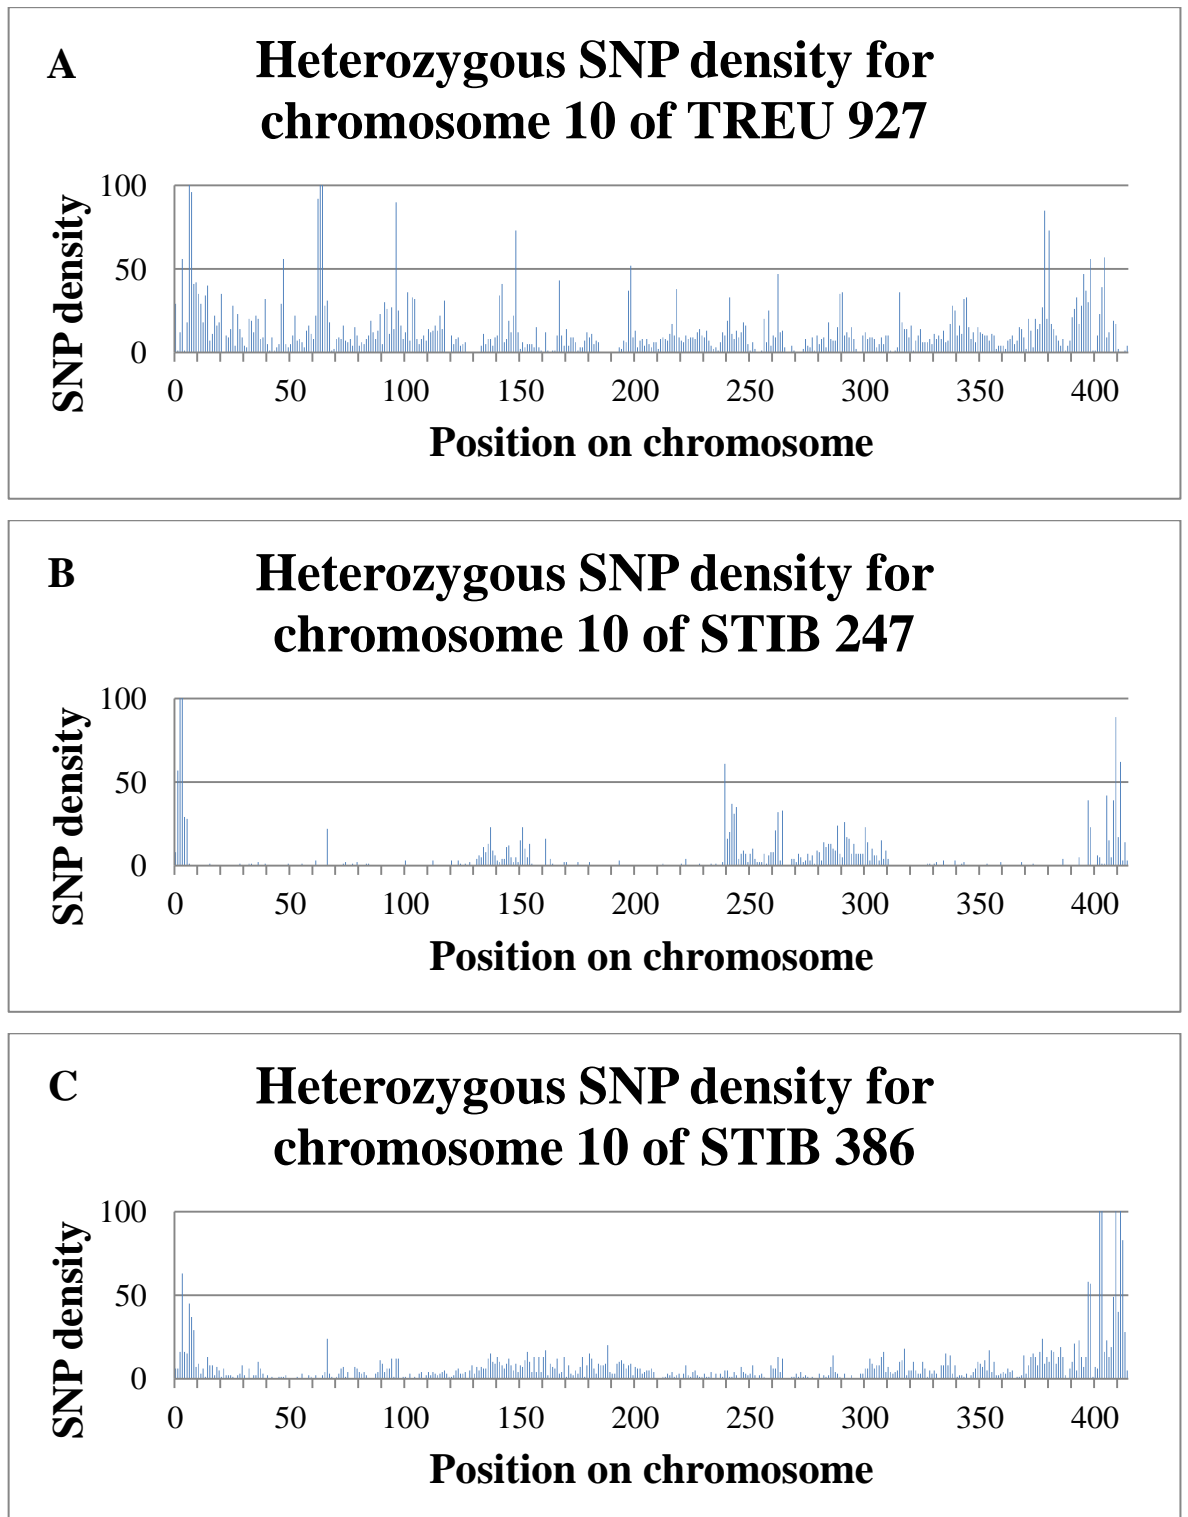 A
Heterozygous SNP density for
chromosome 10 of TREU 927
SNP density
100
50
0
0 50 100 150 200 250 300 350 400
Position on chromosome
B
Heterozygous SNP density for
chromosome 10 of STIB 247
SNP density
100
50
0
0 50 100 150 200 250 300 350 400
Position on chromosome
C
Heterozygous SNP density for
chromosome 10 of STIB 386
SNP density
100
50
0
0 50 100 150 200 250 300 350 400
Position on chromosome